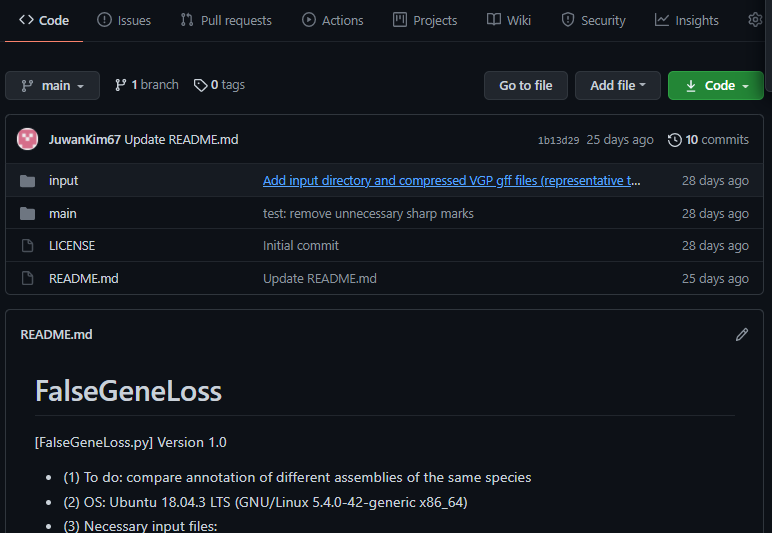 Code Issues Pull requests Actions Projects Wiki Security Insights
main 1 branch 0 tags Go to file Add file Code
JuwanKim67 Update README.md 1b13d29 25 days ago 10 commits
input Add input directory and compressed VGP gff files (representative t... 28 days ago
main test: remove unnecessary sharp marks 28 days ago
LICENSE Initial commit 28 days ago
README.md Update README.md 25 days ago
README.md
FalseGeneLoss
[FalseGeneLoss.py] Version 1.0
• (1) To do: compare annotation of different assemblies of the same species
• (2) OS: Ubuntu 18.04.3 LTS (GNU/Linux 5.4.0-42-generic x86_64)
• (3) Necessary input files: